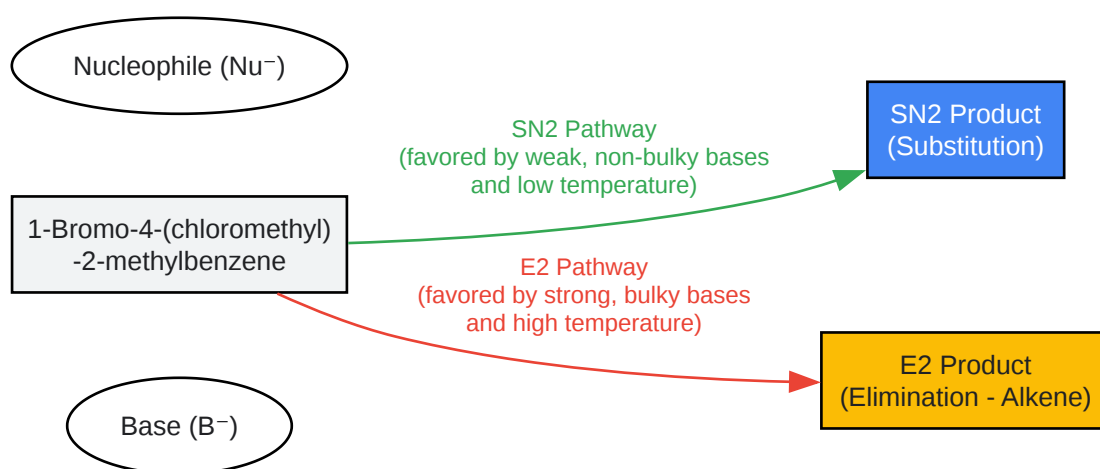 Nucleophile (Nu⁻)
SN2 Product
(Substitution)
SN2 Pathway
(favored by weak, non-bulky bases
and low temperature)
1-Bromo-4-(chloromethyl)
-2-methylbenzene
E2 Pathway
(favored by strong, bulky bases
and high temperature)
E2 Product
(Elimination - Alkene)
Base (B⁻)